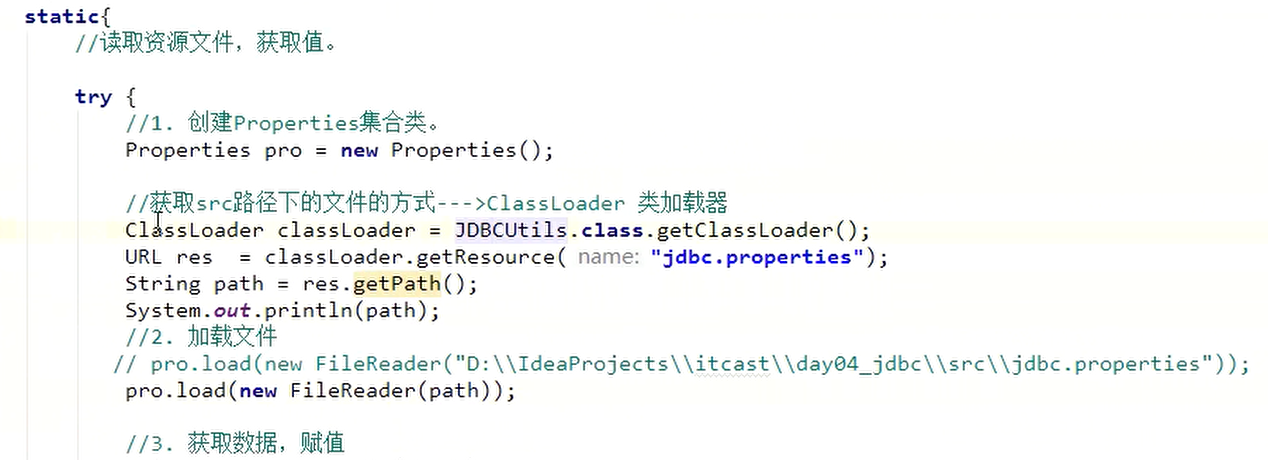 static{
//读取资源文件，获取值。
try {
//1. 创建Properties集合类。
Properties pro = new Properties();
//获取src路径下的文件的方式--->ClassLoader 类加载器
ClassLoader classLoader = JDBCUtils.class.getClassLoader();
URL res  = classLoader.getResource( name: "jdbc.properties");
String path = res.getPath();
System.out.println(path);
//2. 加载文件
// pro.load(new FileReader("D:\\IdeaProjects\\itcast\\day04_jdbc\\src\\jdbc.properties"));
pro.load(new FileReader(path));
//3. 获取数据，赋值